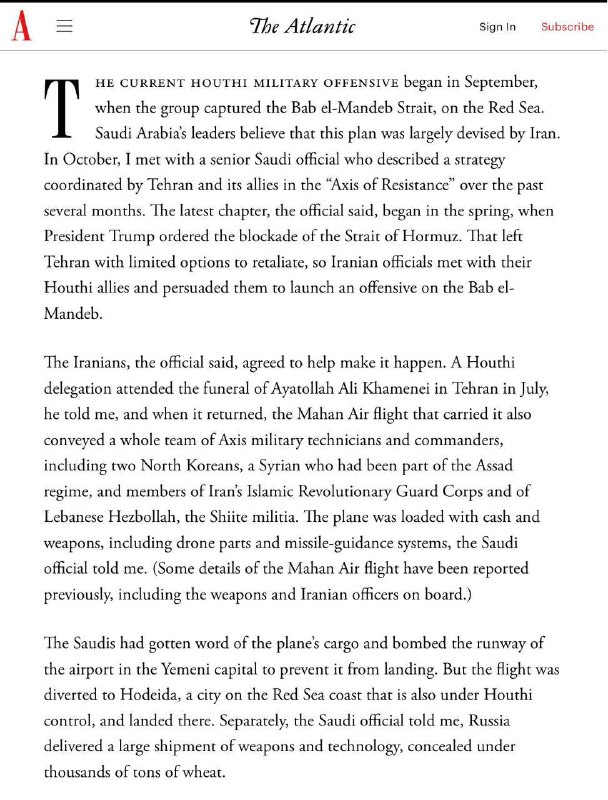 A
The Atlantic
Sign In
Subscribe
THE CURRENT HOUTHI MILITARY OFFENSIVE began in September,
when the group captured the Bab el-Mandeb Strait, on the Red Sea.
Saudi Arabia’s leaders believe that this plan was largely devised by Iran.
In October, I met with a senior Saudi official who described a strategy
coordinated by Tehran and its allies in the “Axis of Resistance” over the past
several months. The latest chapter, the official said, began in the spring, when
President Trump ordered the blockade of the Strait of Hormuz. That left
Tehran with limited options to retaliate, so Iranian officials met with their
Houthi allies and persuaded them to launch an offensive on the Bab el-
Mandeb.
The Iranians, the official said, agreed to help make it happen. A Houthi
delegation attended the funeral of Ayatollah Ali Khamenei in Tehran in July,
he told me, and when it returned, the Mahan Air flight that carried it also
conveyed a whole team of Axis military technicians and commanders,
including two North Koreans, a Syrian who had been part of the Assad
regime, and members of Iran’s Islamic Revolutionary Guard Corps and of
Lebanese Hezbollah, the Shiite militia. The plane was loaded with cash and
weapons, including drone parts and missile-guidance systems, the Saudi
official told me. (Some details of the Mahan Air flight have been reported
previously, including the weapons and Iranian officers on board.)
The Saudis had gotten word of the plane’s cargo and bombed the runway of
the airport in the Yemeni capital to prevent it from landing. But the flight was
diverted to Hodeida, a city on the Red Sea coast that is also under Houthi
control, and landed there. Separately, the Saudi official told me, Russia
delivered a large shipment of weapons and technology, concealed under
thousands of tons of wheat.